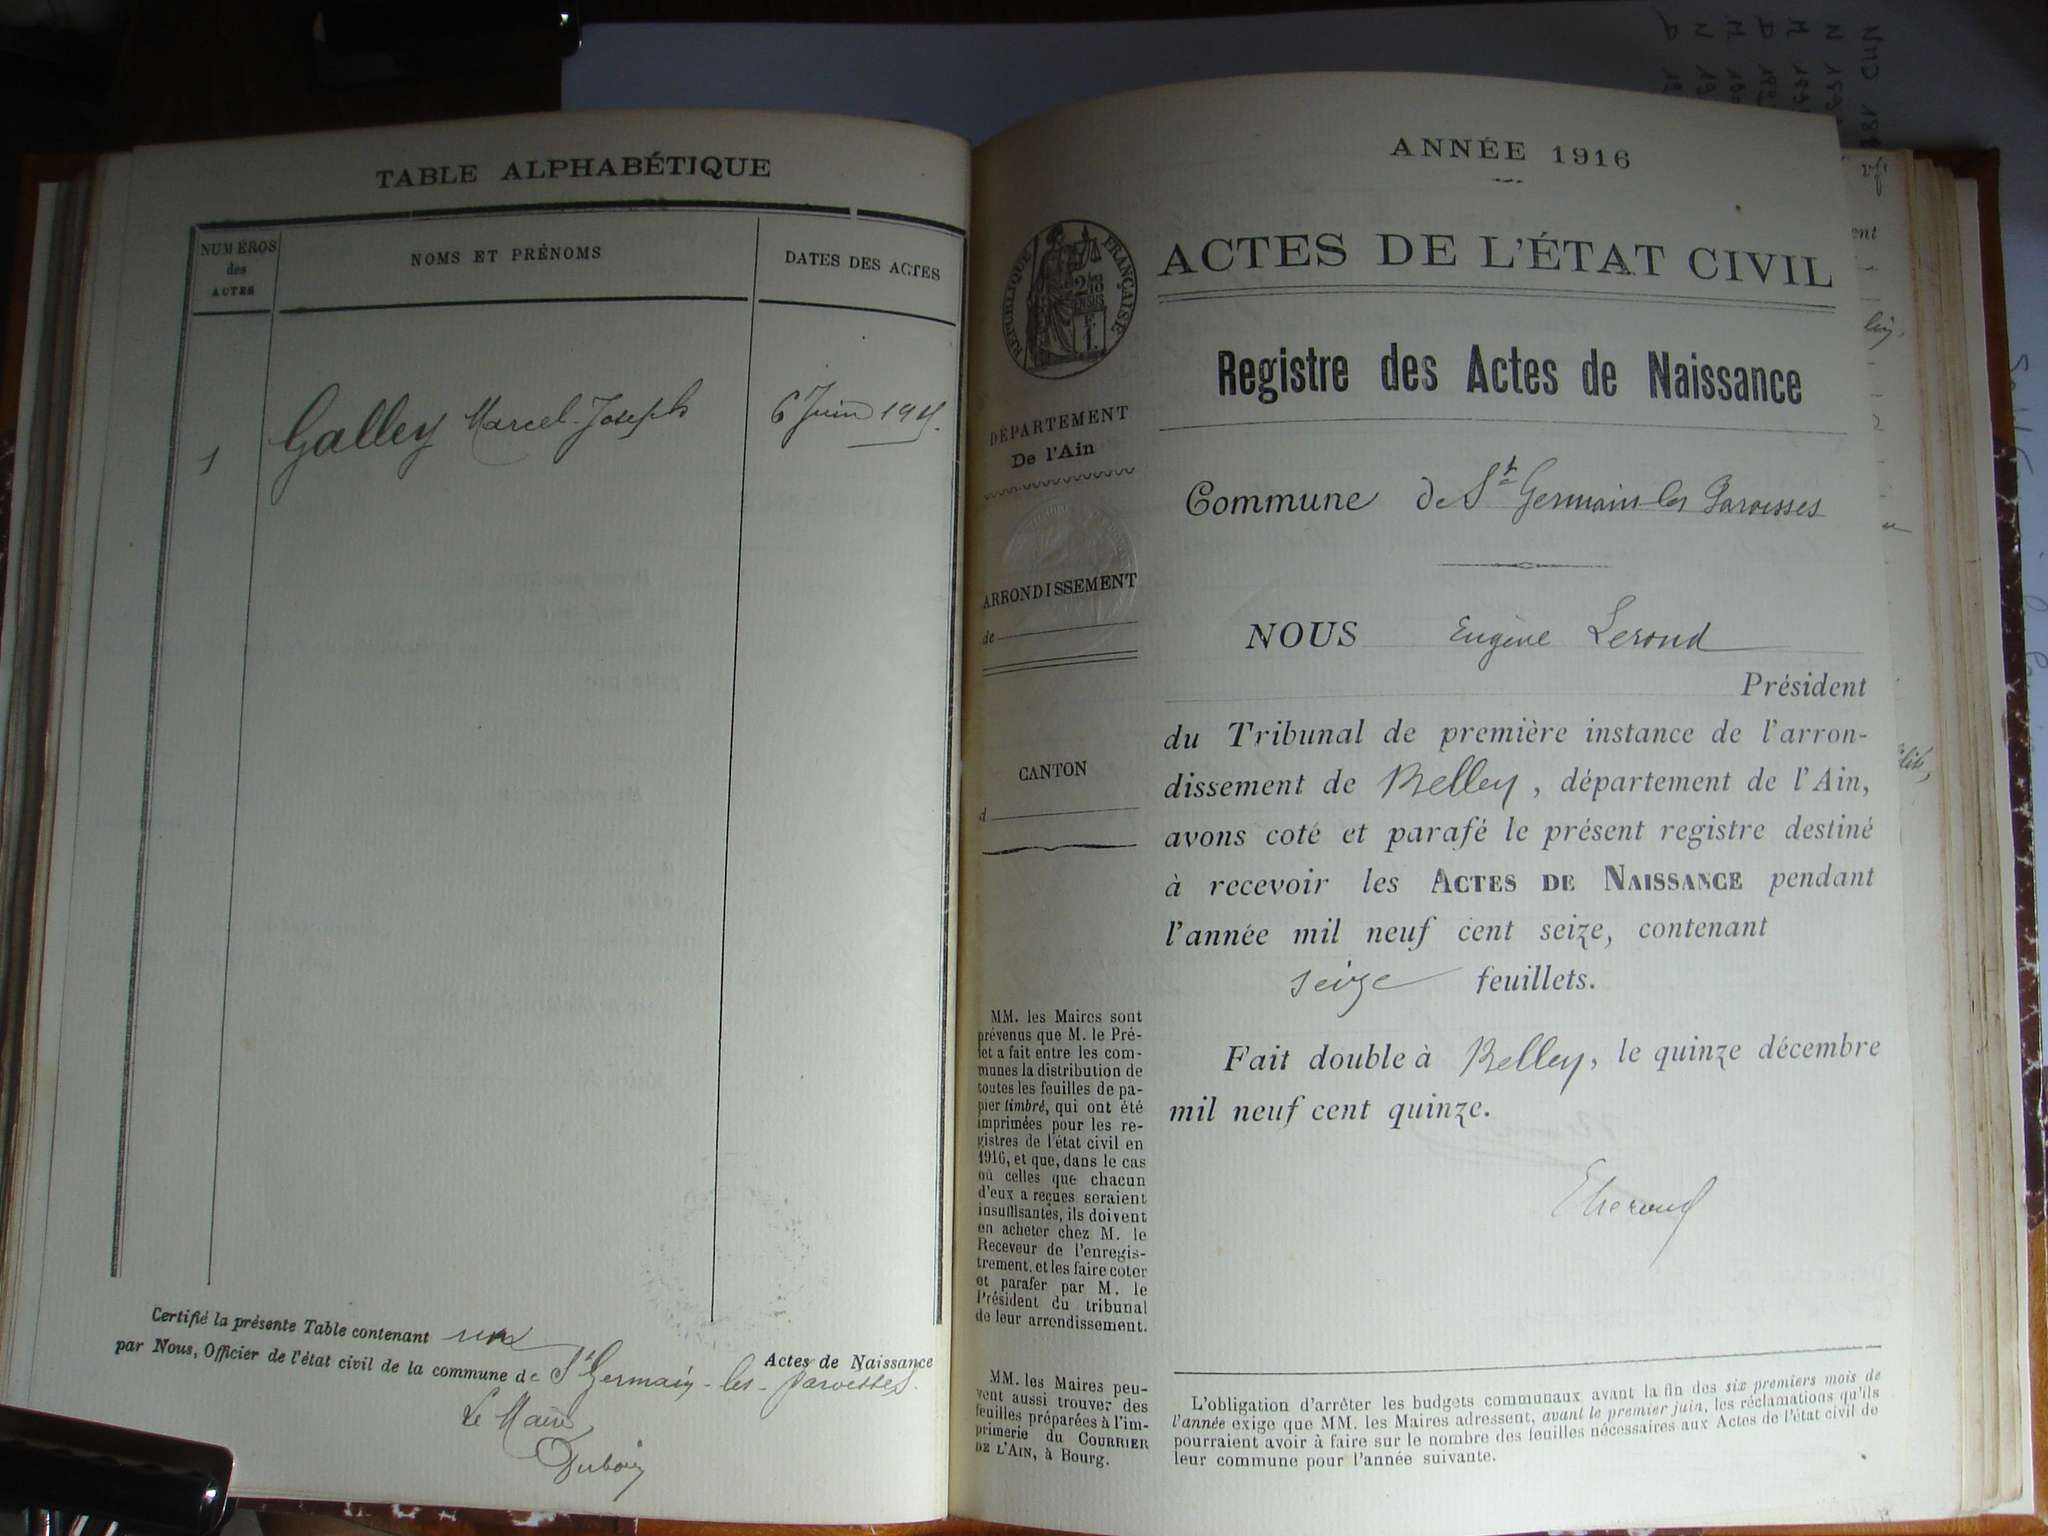 TABLE ALPHABÉTIQUE
NUMÉROS
des
ACTES
NOMS ET PRÉNOMS
DATES DES ACTES
1
Galley Marcel-Joseph
6 Juin 1915.
Certifié la présente Table contenant un
Actes de Naissance
par Nous, Officier de l'état civil de la commune de St Germain-les-Paroisses.
Le Maire
ANNÉE 1916
RÉPUBLIQUE FRANÇAISE
ACTES DE L'ÉTAT CIVIL
Registre des Actes de Naissance
DÉPARTEMENT
De l'Ain
Commune de St Germain-les Paroisses
ARRONDISSEMENT
de
NOUS Eugène Leroud
Président
du Tribunal de première instance de l'arron-
dissement de Belley, département de l'Ain,
CANTON
d
avons coté et parafé le présent registre destiné
à recevoir les ACTES DE NAISSANCE pendant
l'année mil neuf cent seize, contenant
seize feuillets.
Fait double à Belley, le quinze décembre
mil neuf cent quinze.
MM. les Maires sont
prévenus que M. le Pré-
fet a fait entre les com-
munes la distribution de
toutes les feuilles de pa-
pier timbré, qui ont été
imprimées pour les re-
gistres de l'état civil en
1916, et que, dans le cas
où celles que chacun
d'eux a reçues seraient
insuffisantes, ils doivent
en acheter chez M. le
Receveur de l'enregis-
trement, et les faire coter
et parafer par M. le
Président du tribunal
de leur arrondissement.
MM. les Maires peu-
vent aussi trouver des
feuilles préparées à l'im-
primerie du COURRIER
DE L'AIN, à Bourg.
L'obligation d'arrêter les budgets communaux avant la fin des six premiers mois de
l'année exige que MM. les Maires adressent, avant le premier juin, les réclamations qu'ils
pourraient avoir à faire sur le nombre des feuilles nécessaires aux Actes de l'état civil de
leur commune pour l'année suivante.